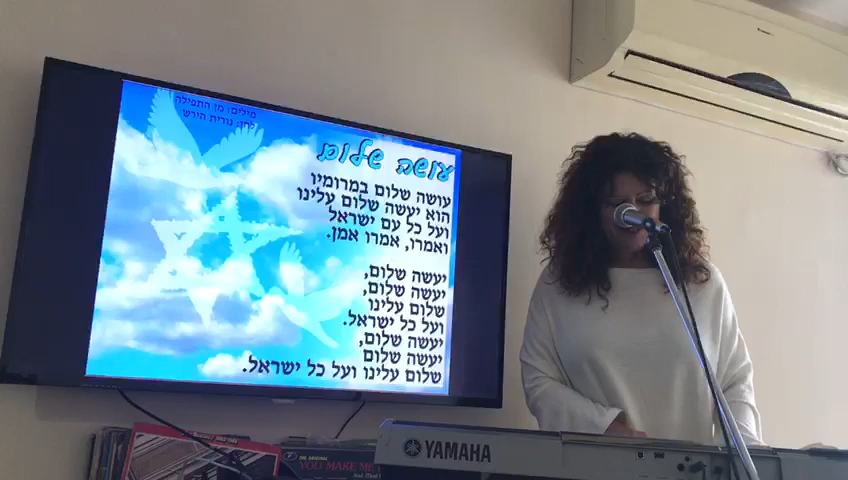 מילים: מן התפילה
לחן: נורית הירש
עושה שלום
עושה שלום במרומיו
הוא יעשה שלום עלינו
ועל כל עם ישראל
ואמרו, אמרו אמן.
יעשה שלום,
יעשה שלום,
שלום עלינו
ועל כל ישראל.
יעשה שלום,
יעשה שלום
שלום עלינו ועל כל ישראל.
YAMAHA
YOU MAKE ME